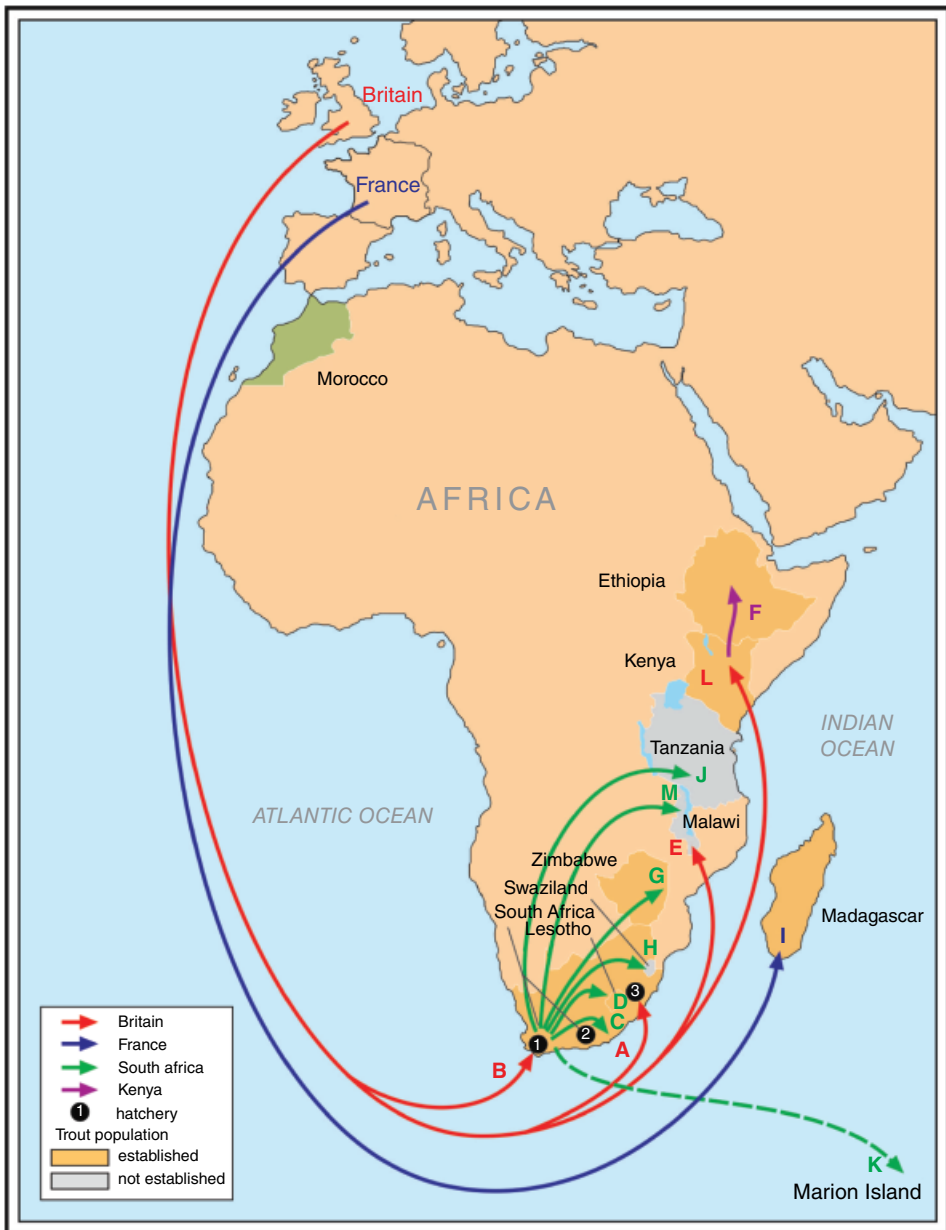 Britain
France
Morocco
AFRICA
Ethiopia
F
Kenya
L
INDIAN
OCEAN
Tanzania
J
M
ATLANTIC OCEAN
Malawi
E
Zimbabwe
G
Swaziland
South Africa
Lesotho
Madagascar
I
H
3
D
C
2
1
A
B
K
Marion Island
Britain
France
South africa
Kenya
1 hatchery
Trout population
established
not established